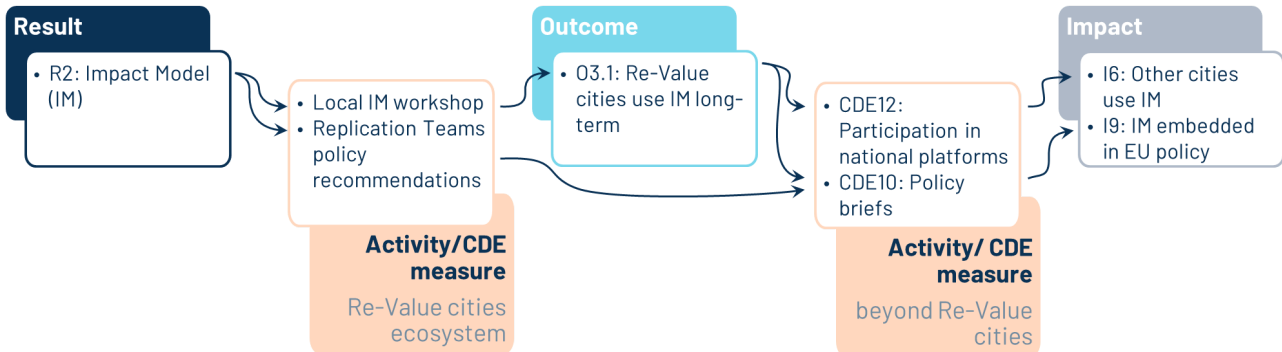 Result
• R2: Impact Model
(IM)
• Local IM workshop
• Replication Teams
policy
recommendations
Activity/CDE
measure
Re-Value cities
ecosystem
Outcome
• O3.1: Re-Value
cities use IM long-
term
• CDE12:
Participation in
national platforms
• CDE10: Policy
briefs
Activity/ CDE
measure
beyond Re-Value
cities
Impact
• I6: Other cities
use IM
• I9: IM embedded
in EU policy